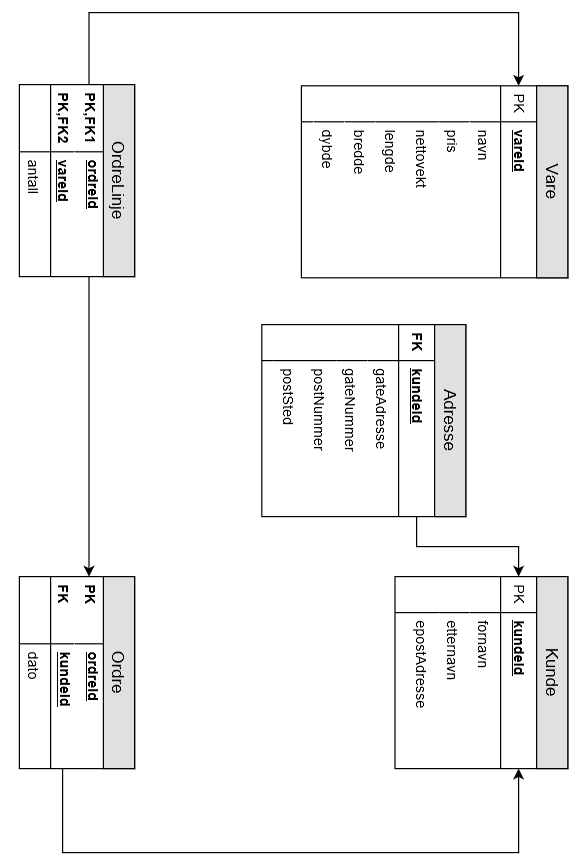 Vare
PK vareId
navn
pris
nettovekt
lengde
bredde
dybde
Adresse
FK kundeId
gateAdresse
gateNummer
postNummer
postSted
Kunde
PK kundeId
fornavn
etternavn
epostAdresse
OrdreLinje
PK,FK1 ordreId
PK,FK2 vareId
antall
Ordre
PK ordreId
FK kundeId
dato